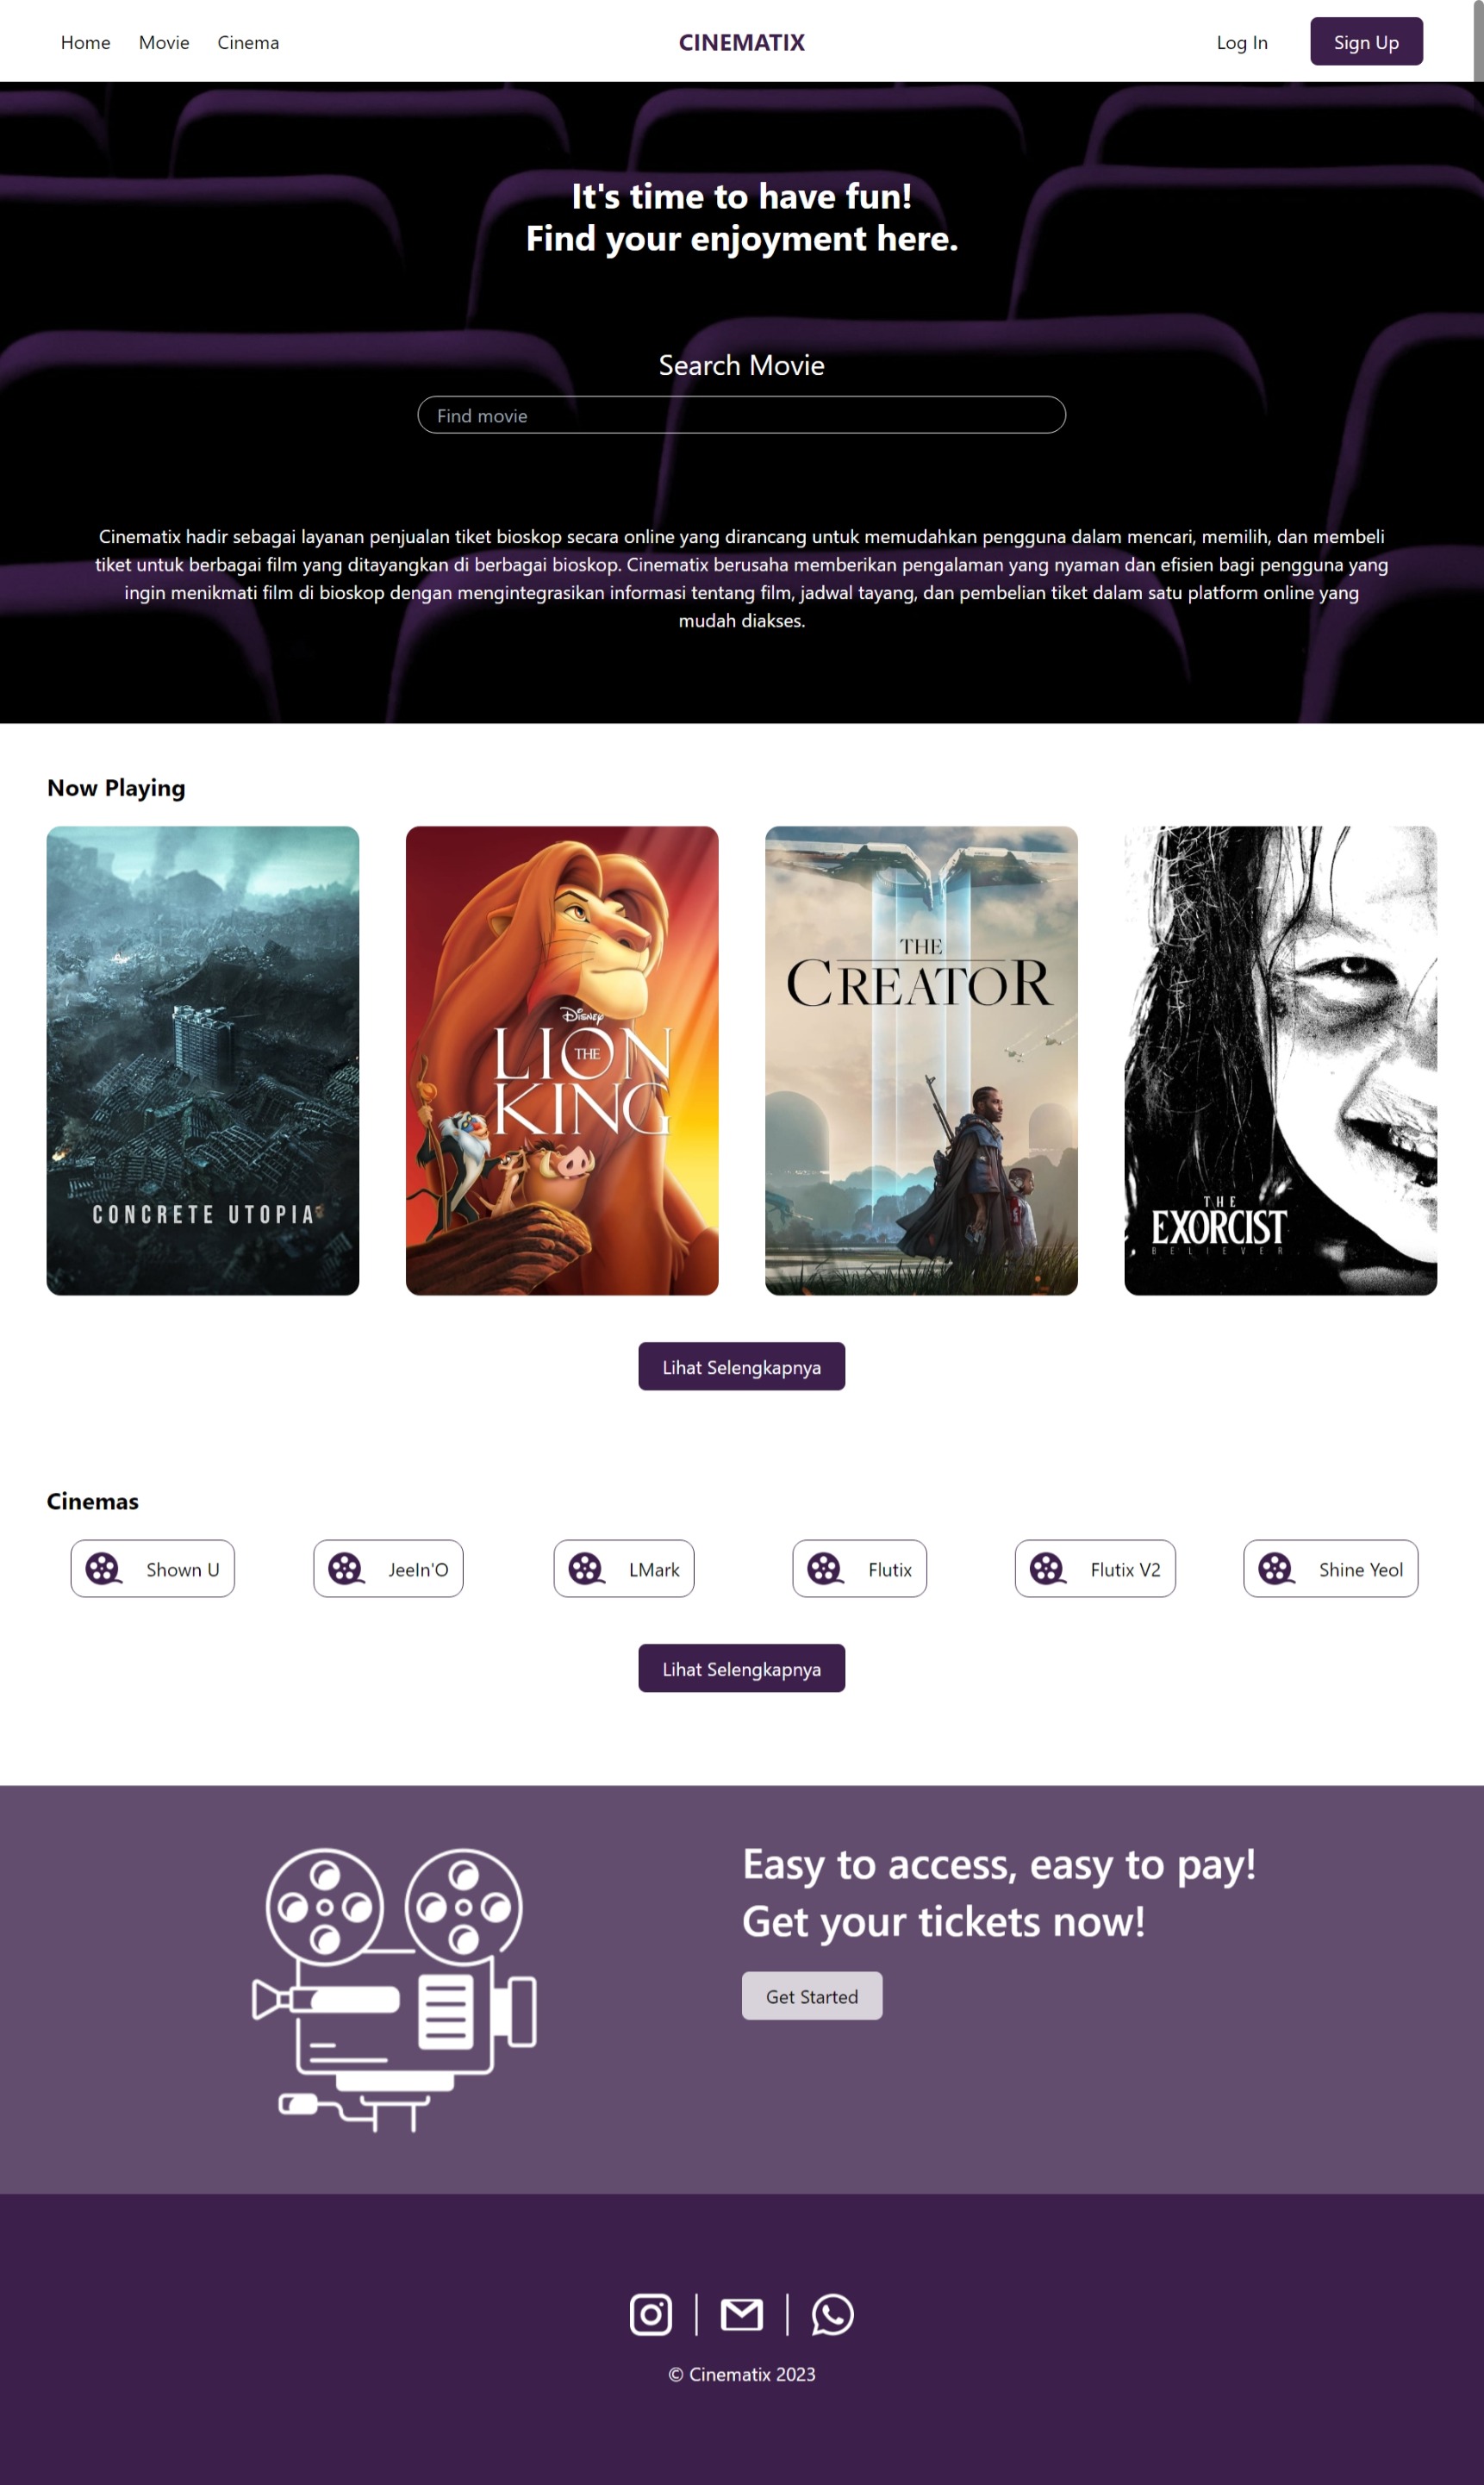 Home Movie Cinema CINEMATIX Log In Sign Up
It's time to have fun!
Find your enjoyment here.
Search Movie
Find movie
Cinematix hadir sebagai layanan penjualan tiket bioskop secara online yang dirancang untuk memudahkan pengguna dalam mencari, memilih, dan membeli
tiket untuk berbagai film yang ditayangkan di berbagai bioskop. Cinematix berusaha memberikan pengalaman yang nyaman dan efisien bagi pengguna yang
ingin menikmati film di bioskop dengan mengintegrasikan informasi tentang film, jadwal tayang, dan pembelian tiket dalam satu platform online yang
mudah diakses.
Now Playing
CONCRETE UTOPIA
Disney
LION
THE
KING
THE
CREATOR
THE
EXORCIST
BELIEVER
Lihat Selengkapnya
Cinemas
Shown U
JeeIn'O
LMark
Flutix
Flutix V2
Shine Yeol
Lihat Selengkapnya
Easy to access, easy to pay!
Get your tickets now!
Get Started
© Cinematix 2023